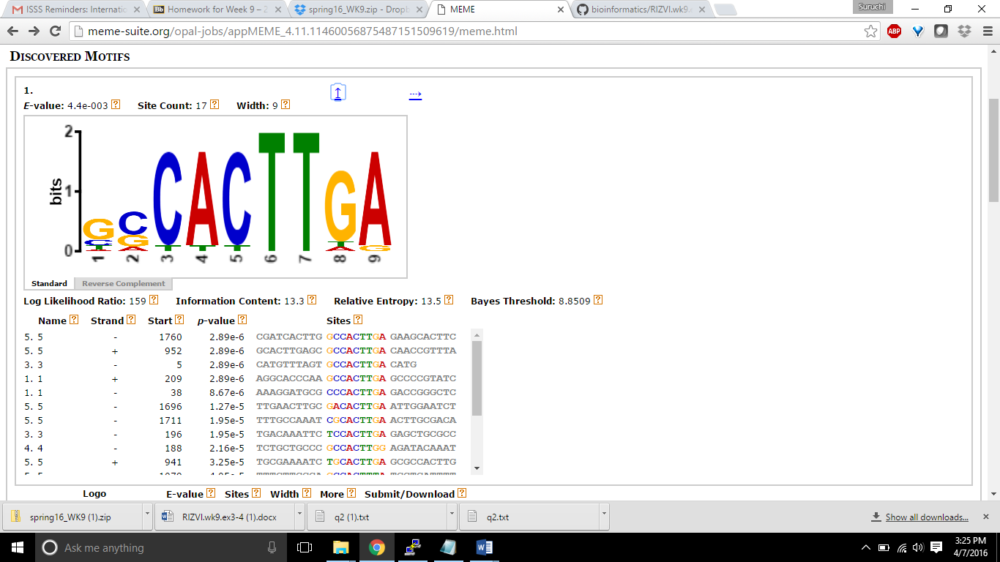 ISSS Reminders: Internatio
Bb Homework for Week 9 – 2
spring16_WK9.zip - Dropb
MEME
bioinformatics/RIZVI.wk9.e
Suruchi
meme-suite.org/opal-jobs/appMEME_4.11.11460056875487151509619/meme.html
ABP
DISCOVERED MOTIFS
1.
↥ ⇢
E-value: 4.4e-003 ? Site Count: 17 ? Width: 9 ?
bits
2
1
0
GCCACTTGA
1 2 3 4 5 6 7 8 9
Standard Reverse Complement
Log Likelihood Ratio: 159 ? Information Content: 13.3 ? Relative Entropy: 13.5 ? Bayes Threshold: 8.8509 ?
Name ? Strand ? Start ? p-value ? Sites ?
5. 5 - 1760 2.89e-6 CGATCACTTG GCCACTTGA GAAGCACTTC
5. 5 + 952 2.89e-6 GCACTTGAGC GCCACTTGA CAACCGTTTA
3. 3 - 5 2.89e-6 CATGTTTAGT GCCACTTGA CATG
1. 1 + 209 2.89e-6 AGGCACCCAA GCCACTTGA GCCCCGTATC
1. 1 - 38 8.67e-6 AAAGGATGCG CCCACTTGA GACCGGGCTC
5. 5 - 1696 1.27e-5 TTGAACTTGC GACACTTGA ATTGGAATCT
5. 5 - 1711 1.95e-5 TTTGCCAAAT CGCACTTGA ACTTGCGACA
3. 3 - 196 1.95e-5 TGACAAATTC TCCACTTGA GAGCTGCGCC
4. 4 - 188 2.16e-5 TCTGCTGCCC GCCACTTGG AGATACAAAT
5. 5 + 941 3.25e-5 TGCGAAAATC TGCACTTGA GCGCCACTTG
Logo E-value ? Sites ? Width ? More ? Submit/Download ?
spring16_WK9 (1).zip
RIZVI.wk9.ex3-4 (1).docx
q2 (1).txt
q2.txt
Show all downloads...
Ask me anything
3:25 PM
4/7/2016